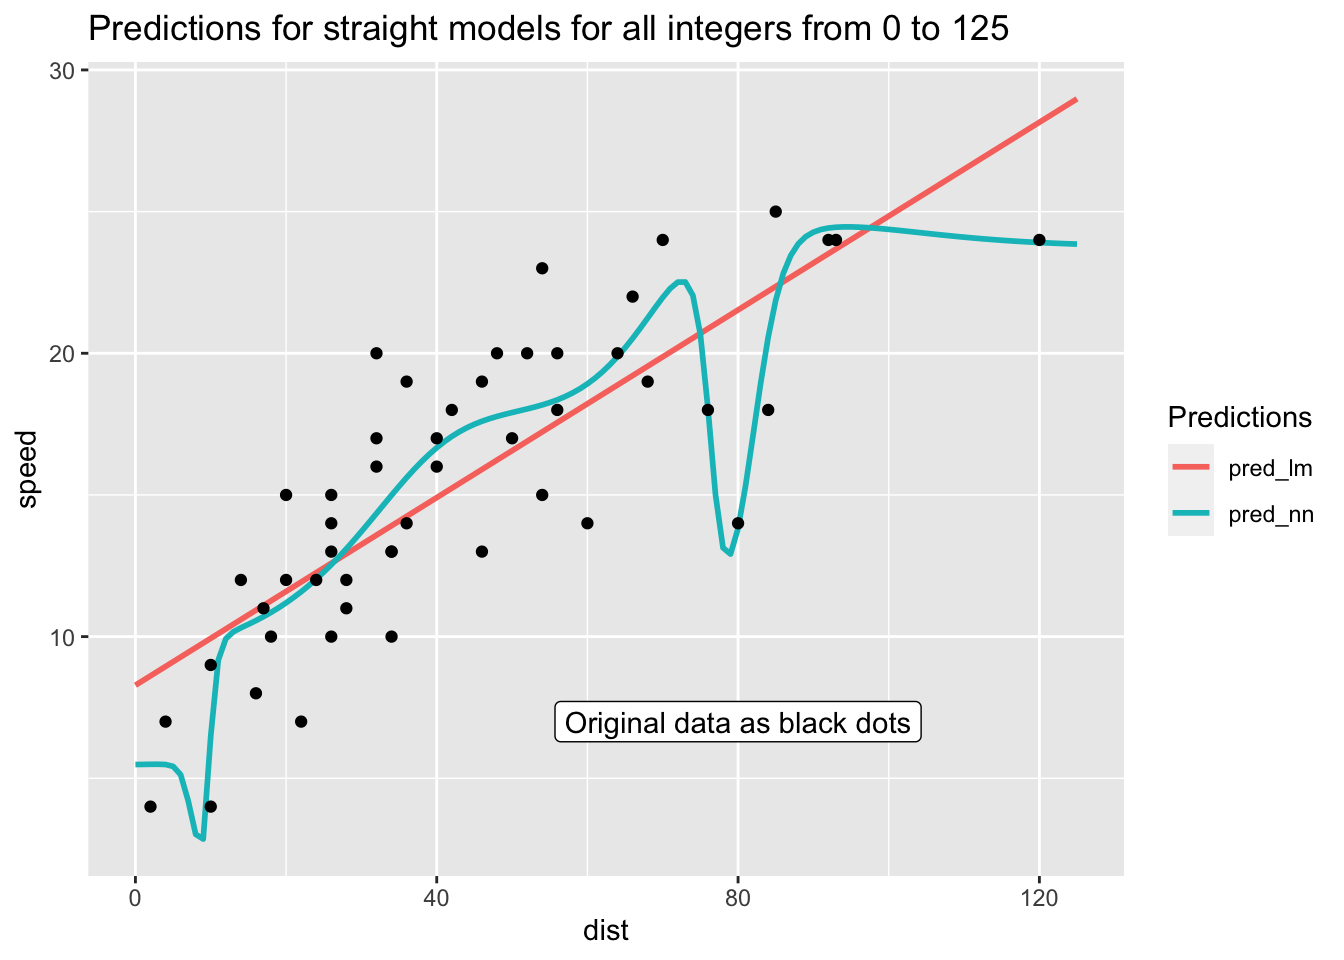 Predictions for straight models for all integers from 0 to 125
30
20
10
speed
0
40
80
120
dist
Original data as black dots
Predictions
pred_lm
pred_nn